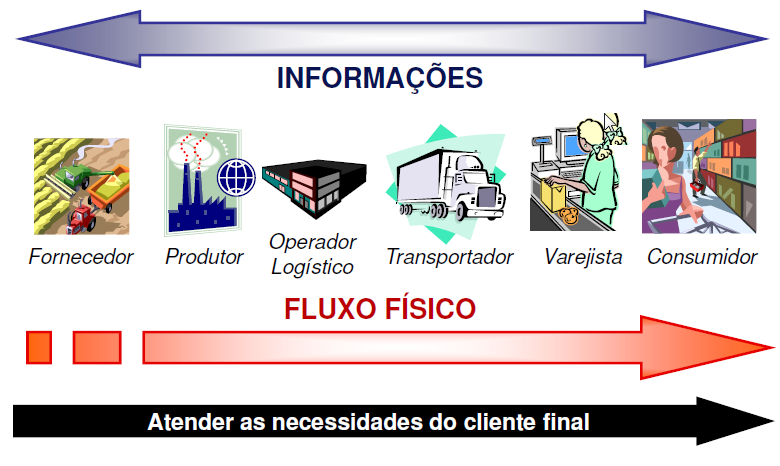 INFORMAÇÕES
Fornecedor
Produtor
Operador
Logístico
Transportador
Varejista
Consumidor
FLUXO FÍSICO
Atender as necessidades do cliente final